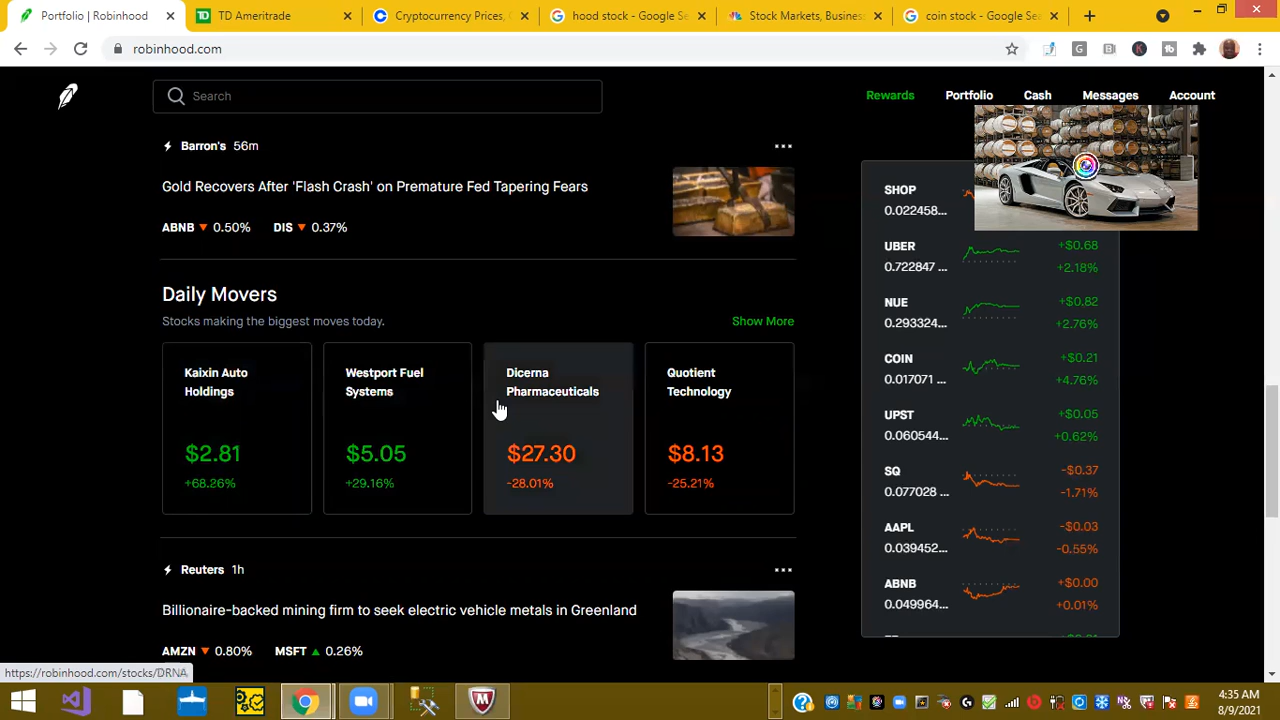 Portfolio | Robinhood
TD Ameritrade
Cryptocurrency Prices,
hood stock - Google Se
Stock Markets, Busines
coin stock - Google Sea
robinhood.com
Search
Rewards
Portfolio
Cash
Messages
Account
Barron's 56m
Gold Recovers After 'Flash Crash' on Premature Fed Tapering Fears
ABNB 0.50% DIS 0.37%
Daily Movers
Stocks making the biggest moves today.
Show More
Kaixin Auto
Holdings
$2.81
+68.26%
Westport Fuel
Systems
$5.05
+29.16%
Dicerna
Pharmaceuticals
$27.30
-28.01%
Quotient
Technology
$8.13
-25.21%
Reuters 1h
Billionaire-backed mining firm to seek electric vehicle metals in Greenland
AMZN 0.80% MSFT 0.26%
SHOP
0.022458...
UBER +$0.68
0.722847 ... +2.18%
NUE +$0.82
0.293324... +2.76%
COIN +$0.21
0.017071 ... +4.76%
UPST +$0.05
0.060544... +0.62%
SQ -$0.37
0.077028 ... -1.71%
AAPL -$0.03
0.039452... -0.55%
ABNB +$0.00
0.049964... +0.01%
https://robinhood.com/stocks/DRNA
4:35 AM
8/9/2021